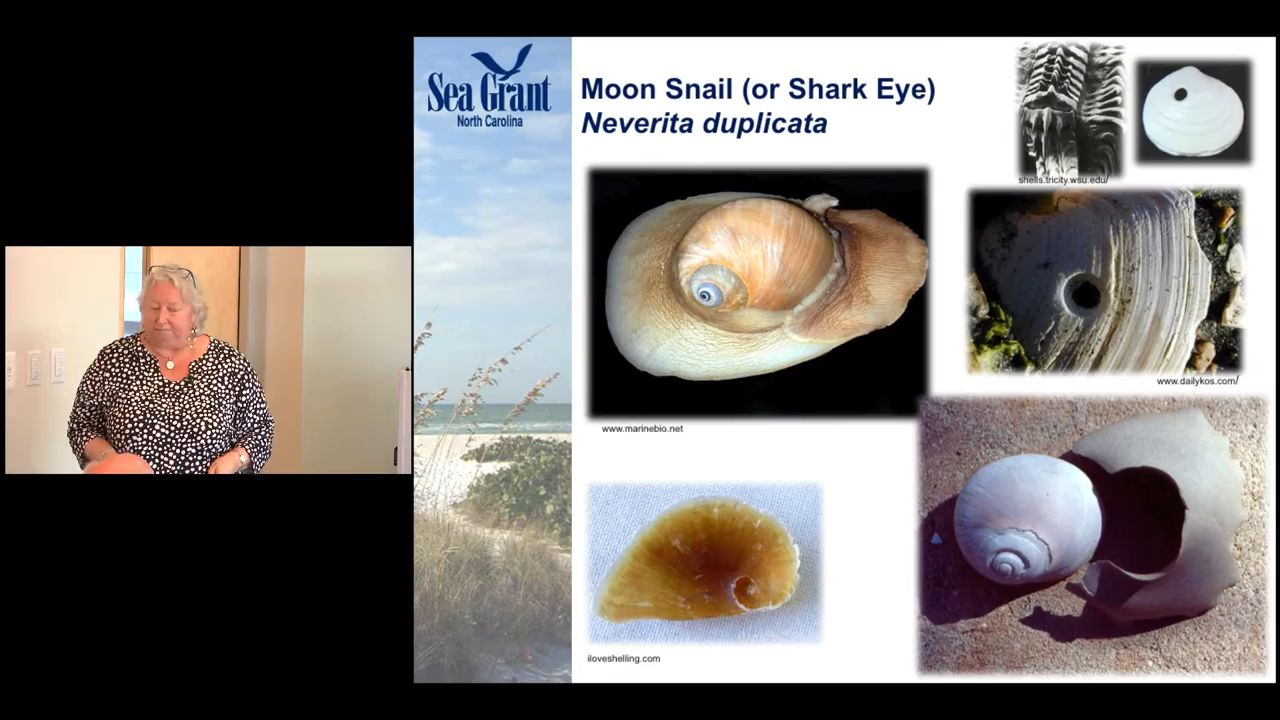 Sea Grant
North Carolina
Moon Snail (or Shark Eye)
Neverita duplicata
shells.tricity.wsu.edu/
www.dailykos.com/
www.marinebio.net
iloveshelling.com